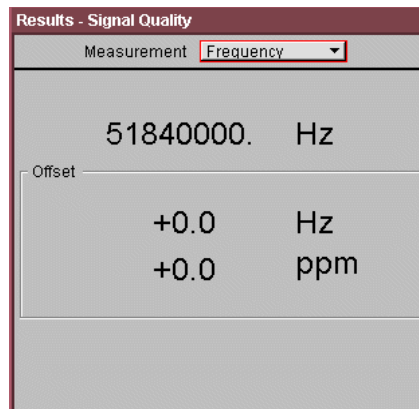 Results - Signal Quality
Measurement Frequency
51840000. Hz
Offset
+0.0 Hz
+0.0 ppm